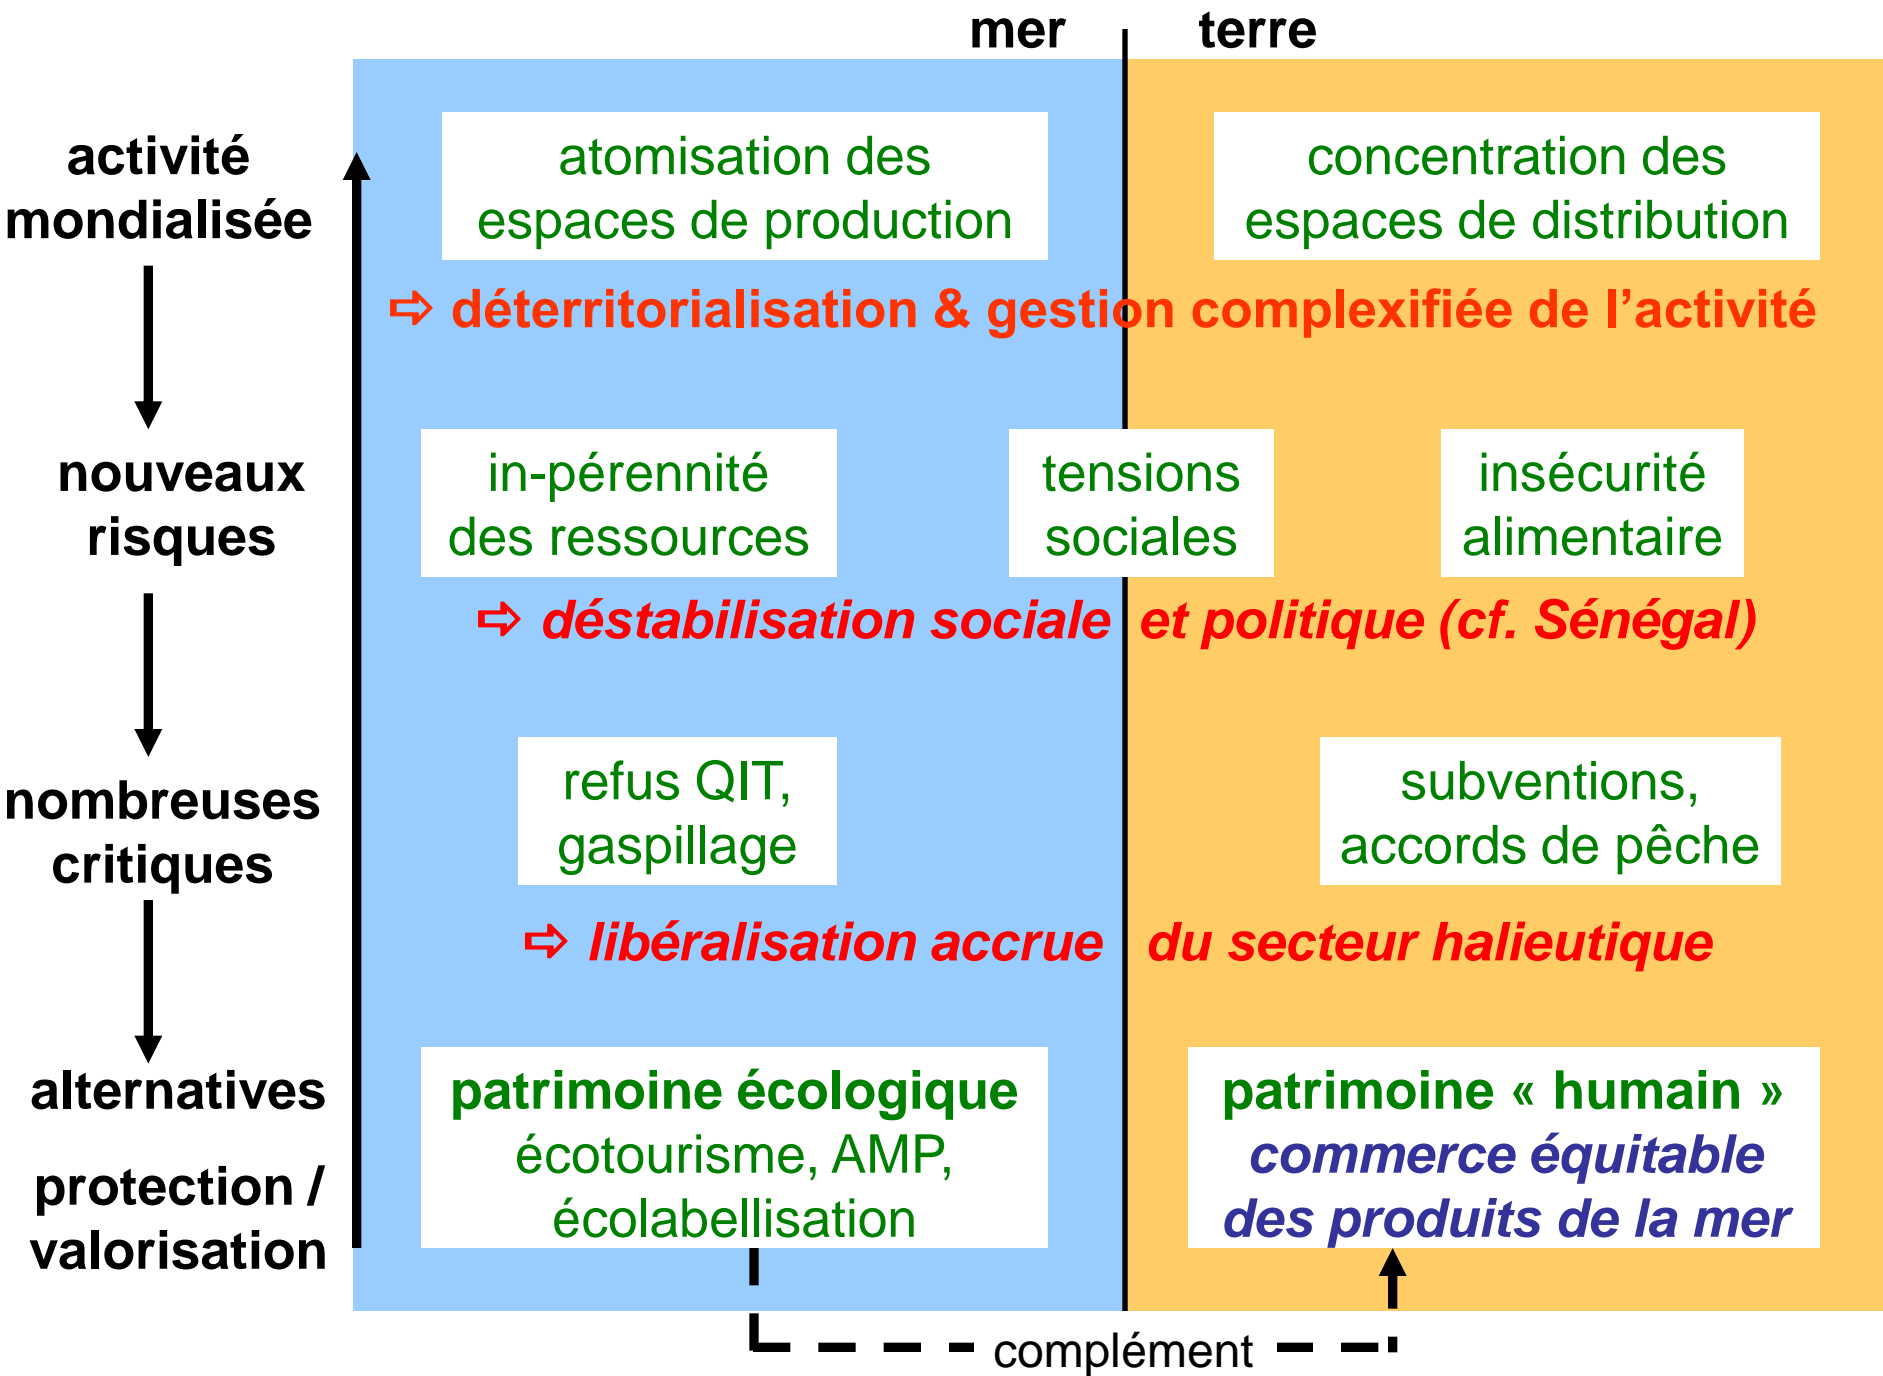 mer terre
activité
mondialisée
atomisation des
espaces de production
concentration des
espaces de distribution
⇨ déterritorialisation & gestion complexifiée de l’activité
nouveaux
risques
in-pérennité
des ressources
tensions
sociales
insécurité
alimentaire
⇨ déstabilisation sociale et politique (cf. Sénégal)
nombreuses
critiques
refus QIT,
gaspillage
subventions,
accords de pêche
⇨ libéralisation accrue du secteur halieutique
alternatives
protection /
valorisation
patrimoine écologique
écotourisme, AMP,
écolabellisation
patrimoine « humain »
commerce équitable
des produits de la mer
complément